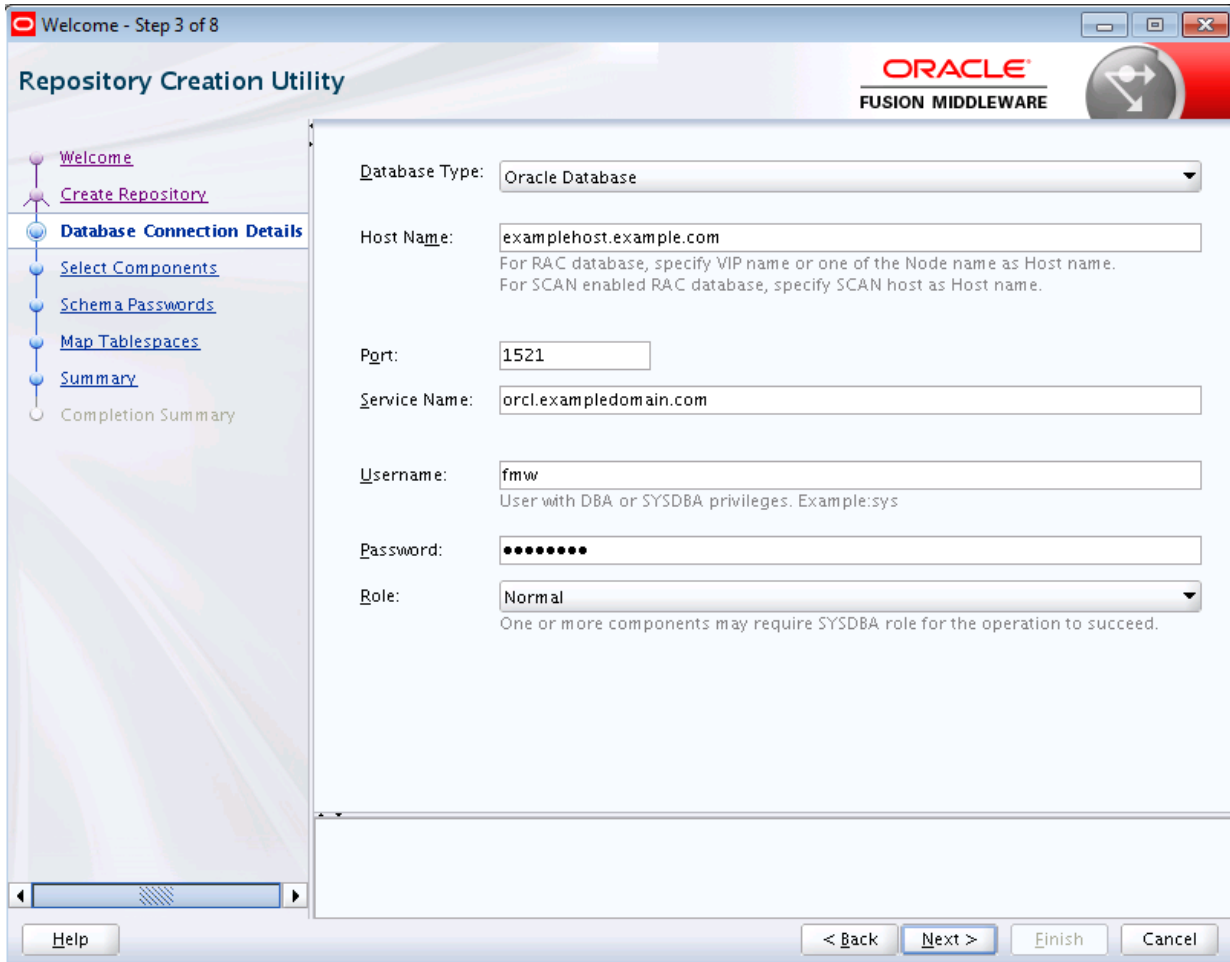 Welcome - Step 3 of 8
Repository Creation Utility
ORACLE®
FUSION MIDDLEWARE
Welcome
Create Repository
Database Connection Details
Select Components
Schema Passwords
Map Tablespaces
Summary
Completion Summary
Database Type: Oracle Database
Host Name: examplehost.example.com
For RAC database, specify VIP name or one of the Node name as Host name.
For SCAN enabled RAC database, specify SCAN host as Host name.
Port: 1521
Service Name: orcl.exampledomain.com
Username: fmw
User with DBA or SYSDBA privileges. Example:sys
Password: ●●●●●●●●
Role: Normal
One or more components may require SYSDBA role for the operation to succeed.
Help
< Back
Next >
Finish
Cancel